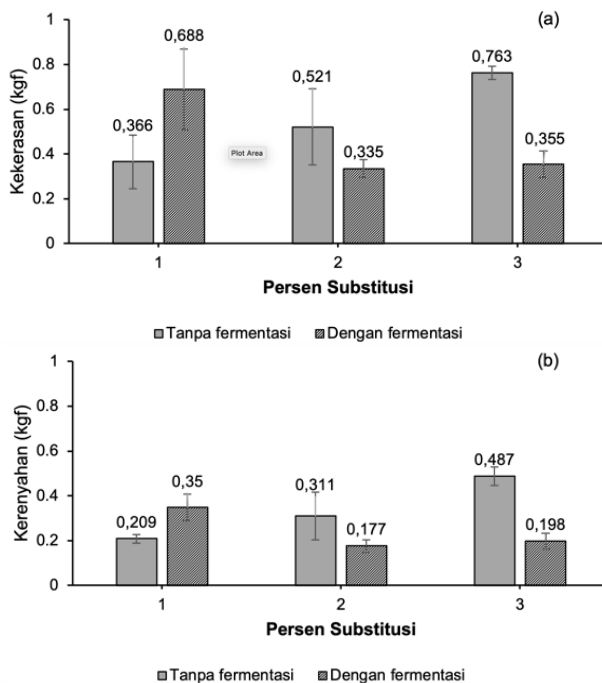 (a)
1
0.8
0.6
0.4
0.2
0
Kekerasan (kgf)
0,366
0,688
0,521
0,335
0,763
0,355
Plot Area
1 2 3
Persen Substitusi
Tanpa fermentasi Dengan fermentasi
(b)
1
0.8
0.6
0.4
0.2
0
Kerenyahan (kgf)
0,209
0,35
0,311
0,177
0,487
0,198
1 2 3
Persen Substitusi
Tanpa fermentasi Dengan fermentasi